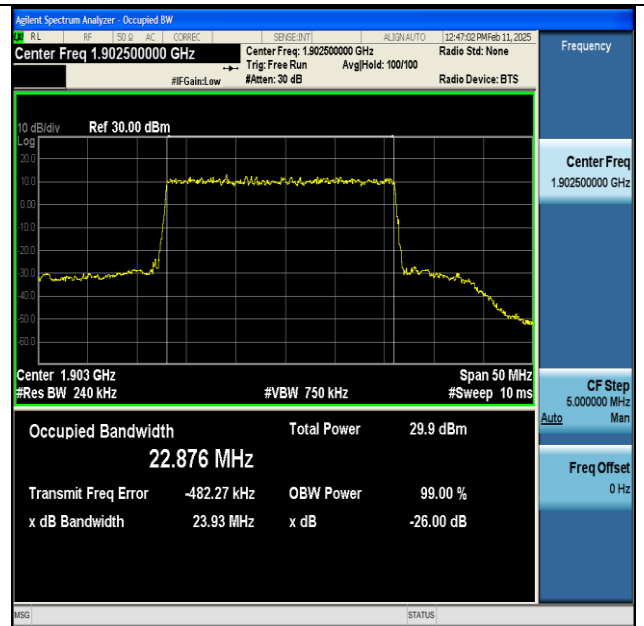 Agilent Spectrum Analyzer - Occupied BW
RL RF 50 Ω AC CORREC SENSE:INT ALIGN AUTO 12:47:02 PM Feb 11, 2025
Center Freq 1.902500000 GHz
Center Freq: 1.902500000 GHz Radio Std: None
Trig: Free Run Avg|Hold: 100/100
#IFGain:Low #Atten: 30 dB Radio Device: BTS
Frequency
10 dB/div Ref 30.00 dBm
Log
20.0
10.0
0.00
-10.0
-20.0
-30.0
-40.0
-50.0
-60.0
Center 1.903 GHz Span 50 MHz
#Res BW 240 kHz #VBW 750 kHz #Sweep 10 ms
Occupied Bandwidth Total Power 29.9 dBm
22.876 MHz
Transmit Freq Error -482.27 kHz OBW Power 99.00 %
x dB Bandwidth 23.93 MHz x dB -26.00 dB
Center Freq
1.902500000 GHz
CF Step
5.000000 MHz
Auto Man
Freq Offset
0 Hz
MSG STATUS